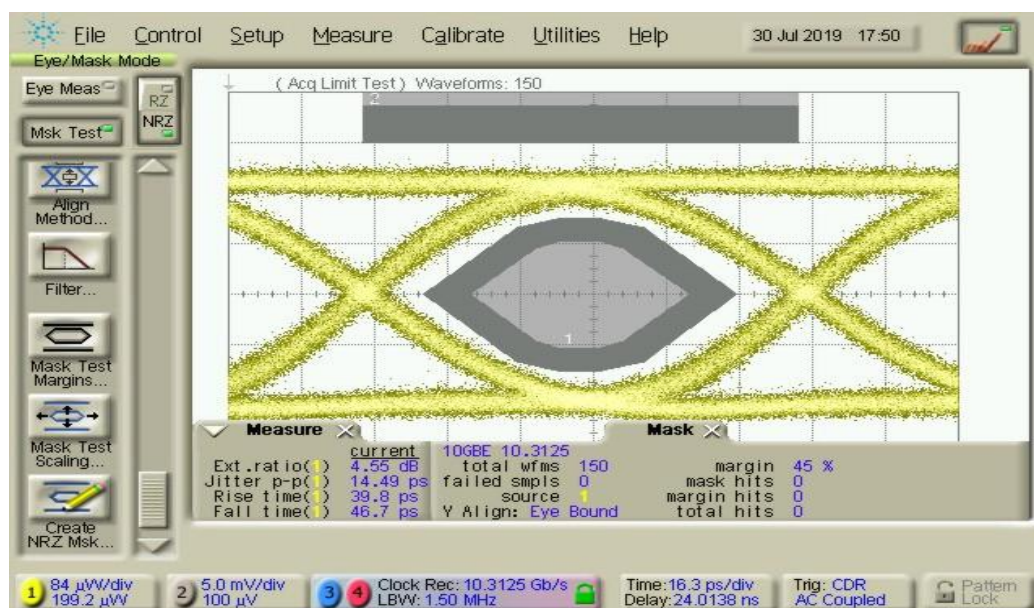 File Control Setup Measure Calibrate Utilities Help 30 Jul 2019 17:50
Eye/Mask Mode
Eye Meas
RZ
NRZ
Msk Test
( Acq Limit Test ) Waveforms: 150
2
1
Align
Method...
Filter...
Mask Test
Margins...
Mask Test
Scaling...
Create
NRZ Msk...
Measure
current
Ext.ratio(1) 4.55 dB
Jitter p-p(1) 14.49 ps
Rise time(1) 39.8 ps
Fall time(1) 46.7 ps
Mask
10GBE 10.3125
total wfms 150
failed smpls 0
source 1
Y Align: Eye Bound
margin 45 %
mask hits 0
margin hits 0
total hits 0
1 84 µW/div
199.2 µW
2 5.0 mV/div
100 µV
3 4 Clock Rec: 10.3125 Gb/s
LBW: 1.50 MHz
Time:16.3 ps/div
Delay:24.0138 ns
Trig: CDR
AC Coupled
Pattern
Lock